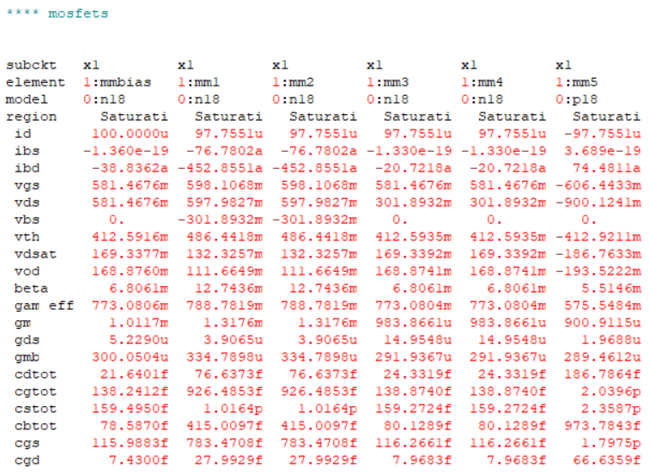 **** mosfets
subckt x1 x1 x1 x1 x1 x1
element 1:mmbias 1:mm1 1:mm2 1:mm3 1:mm4 1:mm5
model 0:n18 0:n18 0:n18 0:n18 0:n18 0:p18
region Saturati Saturati Saturati Saturati Saturati Saturati
id 100.0000u 97.7551u 97.7551u 97.7551u 97.7551u -97.7551u
ibs -1.360e-19 -76.7802a -76.7802a -1.330e-19 -1.330e-19 3.689e-19
ibd -38.8362a -452.8551a -452.8551a -20.7218a -20.7218a 74.4811a
vgs 581.4676m 598.1068m 598.1068m 581.4676m 581.4676m -606.4433m
vds 581.4676m 597.9827m 597.9827m 301.8932m 301.8932m -900.1241m
vbs 0. -301.8932m -301.8932m 0. 0. 0.
vth 412.5916m 486.4418m 486.4418m 412.5935m 412.5935m -412.9211m
vdsat 169.3377m 132.3257m 132.3257m 169.3392m 169.3392m -186.7633m
vod 168.8760m 111.6649m 111.6649m 168.8741m 168.8741m -193.5222m
beta 6.8061m 12.7436m 12.7436m 6.8061m 6.8061m 5.5146m
gam eff 773.0806m 788.7819m 788.7819m 773.0804m 773.0804m 575.5484m
gm 1.0117m 1.3176m 1.3176m 983.8661u 983.8661u 900.9115u
gds 5.2290u 3.9065u 3.9065u 14.9548u 14.9548u 1.9688u
gmb 300.0504u 334.7898u 334.7898u 291.9367u 291.9367u 289.4612u
cdtot 21.6401f 76.6373f 76.6373f 24.3319f 24.3319f 186.7864f
cgtot 138.2412f 926.4853f 926.4853f 138.8740f 138.8740f 2.0396p
cstot 159.4950f 1.0164p 1.0164p 159.2724f 159.2724f 2.3587p
cbtot 78.5870f 415.0097f 415.0097f 80.1289f 80.1289f 973.7843f
cgs 115.9883f 783.4708f 783.4708f 116.2661f 116.2661f 1.7975p
cgd 7.4300f 27.9929f 27.9929f 7.9683f 7.9683f 66.6359f